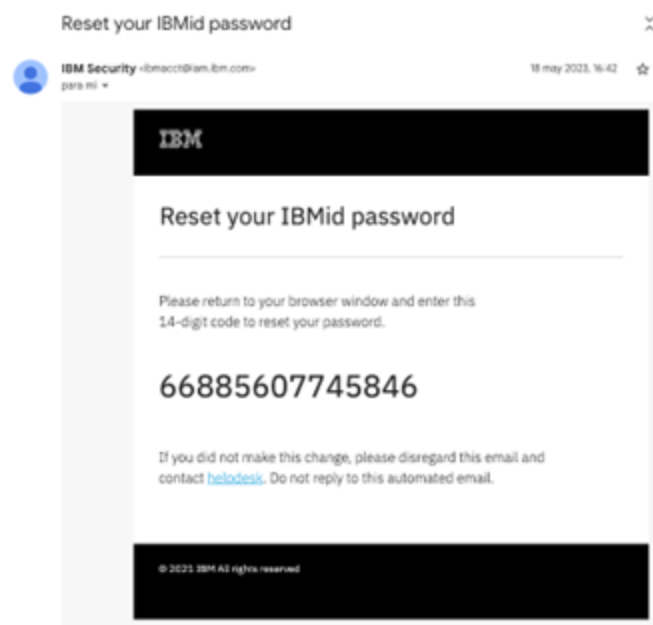 Reset your IBMid password
IBM Security <ibmacct@iam.ibm.com> 18 may 2023, 16:42
para mi
IBM
Reset your IBMid password
Please return to your browser window and enter this
14-digit code to reset your password.
66885607745846
If you did not make this change, please disregard this email and
contact helpdesk. Do not reply to this automated email.
© 2021 IBM All rights reserved